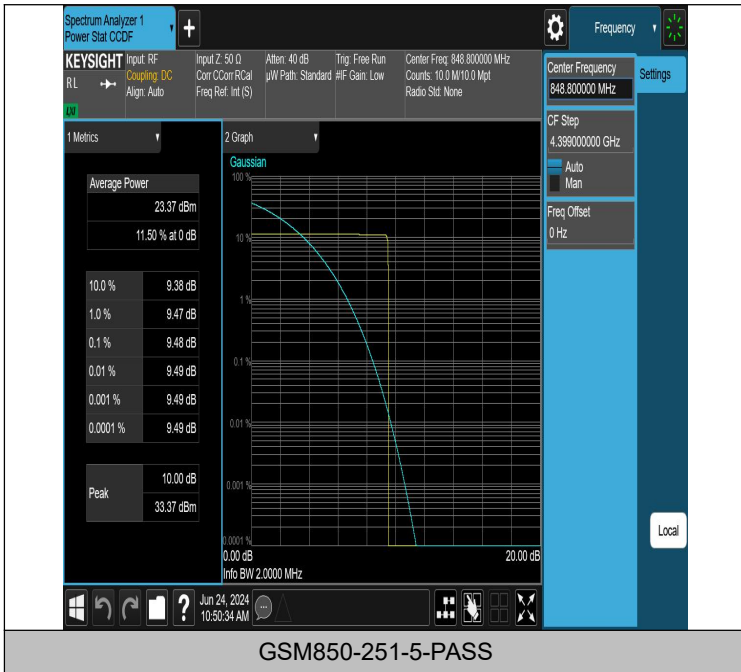 Spectrum Analyzer 1
Power Stat CCDF
Frequency
KEYSIGHT
RL
LXI
Input: RF
Coupling: DC
Align: Auto
Input Z: 50 Ω
Corr CCorr RCal
Freq Ref: Int (S)
Atten: 40 dB
µW Path: Standard
Trig: Free Run
#IF Gain: Low
Center Freq: 848.800000 MHz
Counts: 10.0 M/10.0 Mpt
Radio Std: None
Center Frequency
848.800000 MHz
Settings
CF Step
4.399000000 GHz
Auto
Man
Freq Offset
0 Hz
Local
1 Metrics
Average Power
23.37 dBm
11.50 % at 0 dB
10.0 % 9.38 dB
1.0 % 9.47 dB
0.1 % 9.48 dB
0.01 % 9.49 dB
0.001 % 9.49 dB
0.0001 % 9.49 dB
Peak
10.00 dB
33.37 dBm
2 Graph
Gaussian
100 %
10 %
1 %
0.1 %
0.01 %
0.001 %
0.0001 %
0.00 dB
20.00 dB
Info BW 2.0000 MHz
?
Jun 24, 2024
10:50:34 AM
GSM850-251-5-PASS